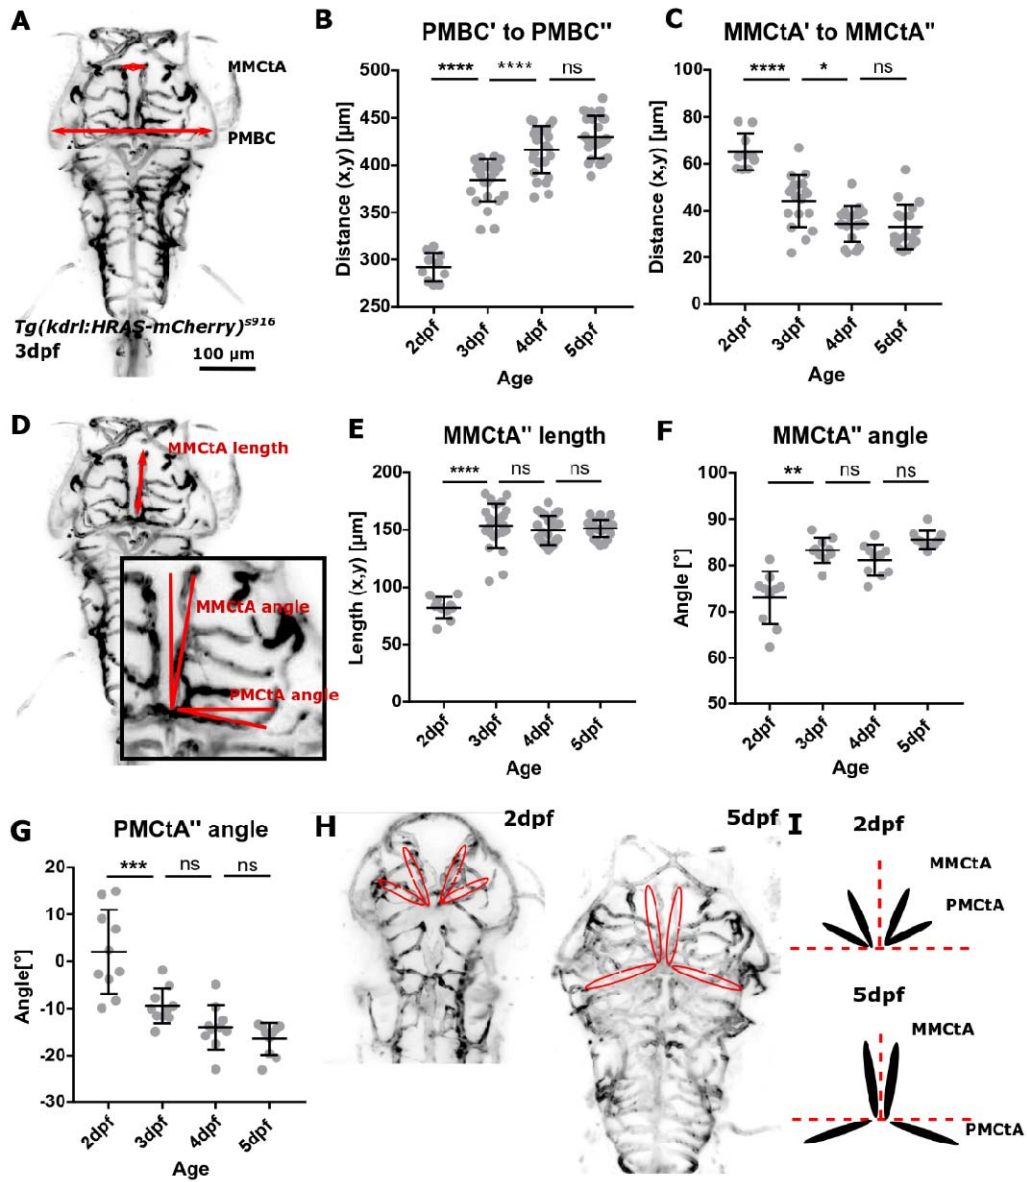 A
MMCtA
PMBC
Tg(kdrl:HRAS-mCherry)s916
3dpf
100 µm
B
PMBC' to PMBC"
**** **** ns
Distance (x,y) [µm]
500
450
400
350
300
250
2dpf 3dpf 4dpf 5dpf
Age
C
MMCtA' to MMCtA"
**** * ns
Distance (x,y) [µm]
100
80
60
40
20
0
2dpf 3dpf 4dpf 5dpf
Age
D
MMCtA length
MMCtA angle
PMCtA angle
E
MMCtA" length
**** ns ns
Length (x,y) [µm]
200
150
100
50
0
2dpf 3dpf 4dpf 5dpf
Age
F
MMCtA" angle
** ns ns
Angle [°]
100
90
80
70
60
50
2dpf 3dpf 4dpf 5dpf
Age
G
PMCtA" angle
*** ns ns
Angle[°]
20
10
0
-10
-20
-30
2dpf 3dpf 4dpf 5dpf
Age
H
2dpf
5dpf
I
2dpf
MMCtA
PMCtA
5dpf
MMCtA
PMCtA